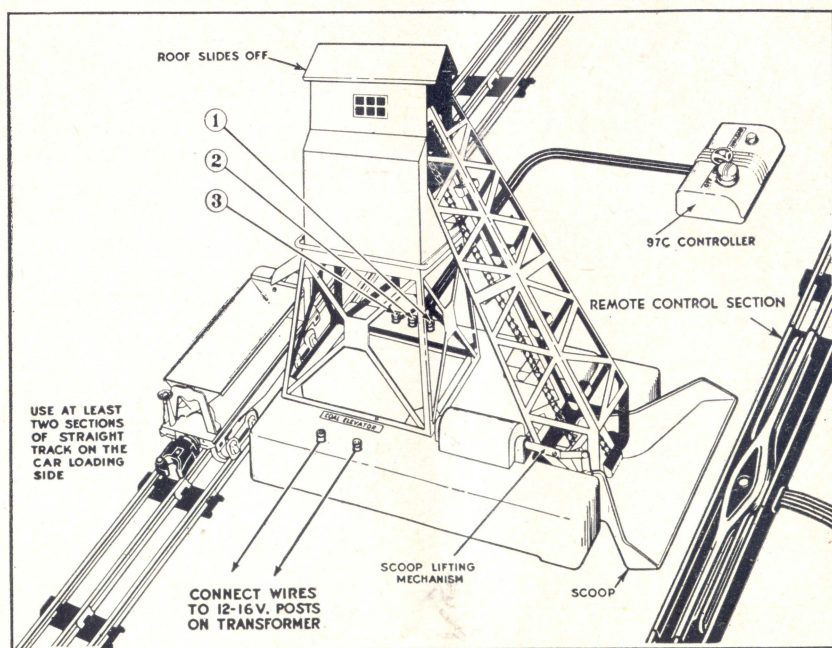 ROOF SLIDES OFF
1
2
3
97C CONTROLLER
REMOTE CONTROL SECTION
USE AT LEAST
TWO SECTIONS
OF STRAIGHT
TRACK ON THE
CAR LOADING
SIDE
COAL ELEVATOR
SCOOP LIFTING
MECHANISM
SCOOP
CONNECT WIRES
TO 12-16V. POSTS
ON TRANSFORMER